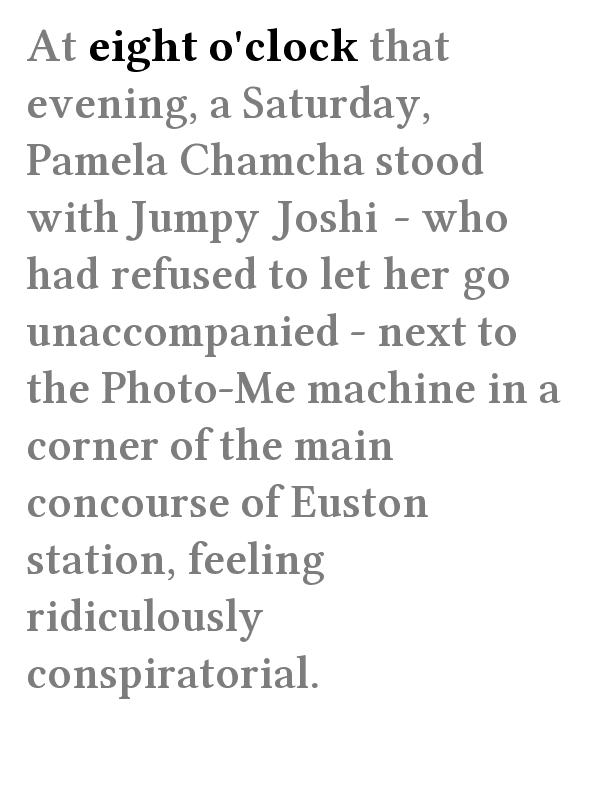 At eight o'clock that
evening, a Saturday,
Pamela Chamcha stood
with Jumpy Joshi - who
had refused to let her go
unaccompanied - next to
the Photo-Me machine in a
corner of the main
concourse of Euston
station, feeling
ridiculously
conspiratorial.